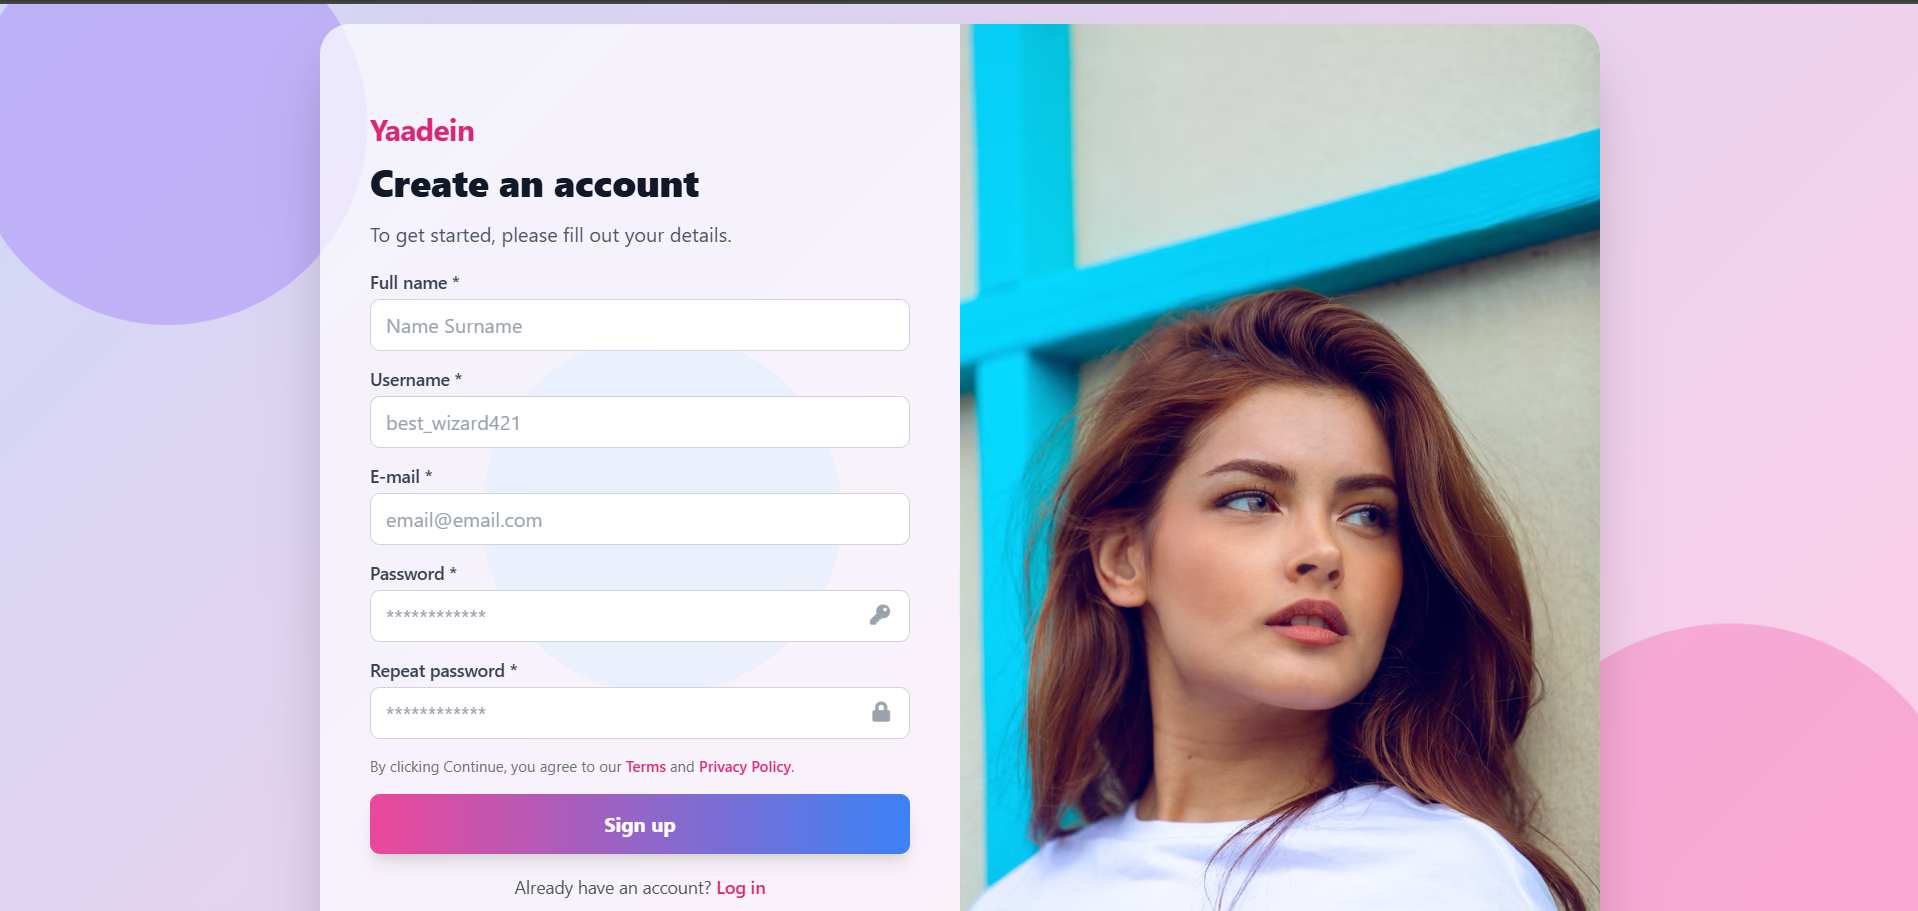 Yaadein
Create an account
To get started, please fill out your details.
Full name *
Name Surname
Username *
best_wizard421
E-mail *
email@email.com
Password *
************
Repeat password *
************
By clicking Continue, you agree to our Terms and Privacy Policy.
Sign up
Already have an account? Log in